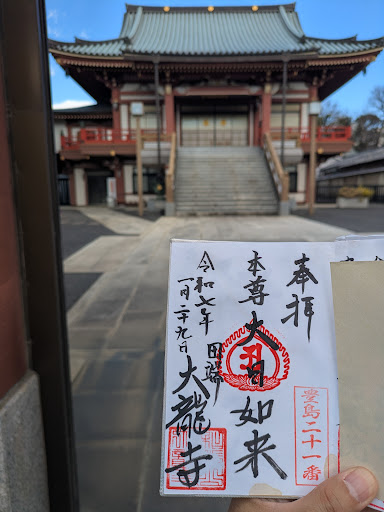 奉拝
豊島二十一番
本尊大日如来
田端
大龍寺
令和七年
一月二十九日